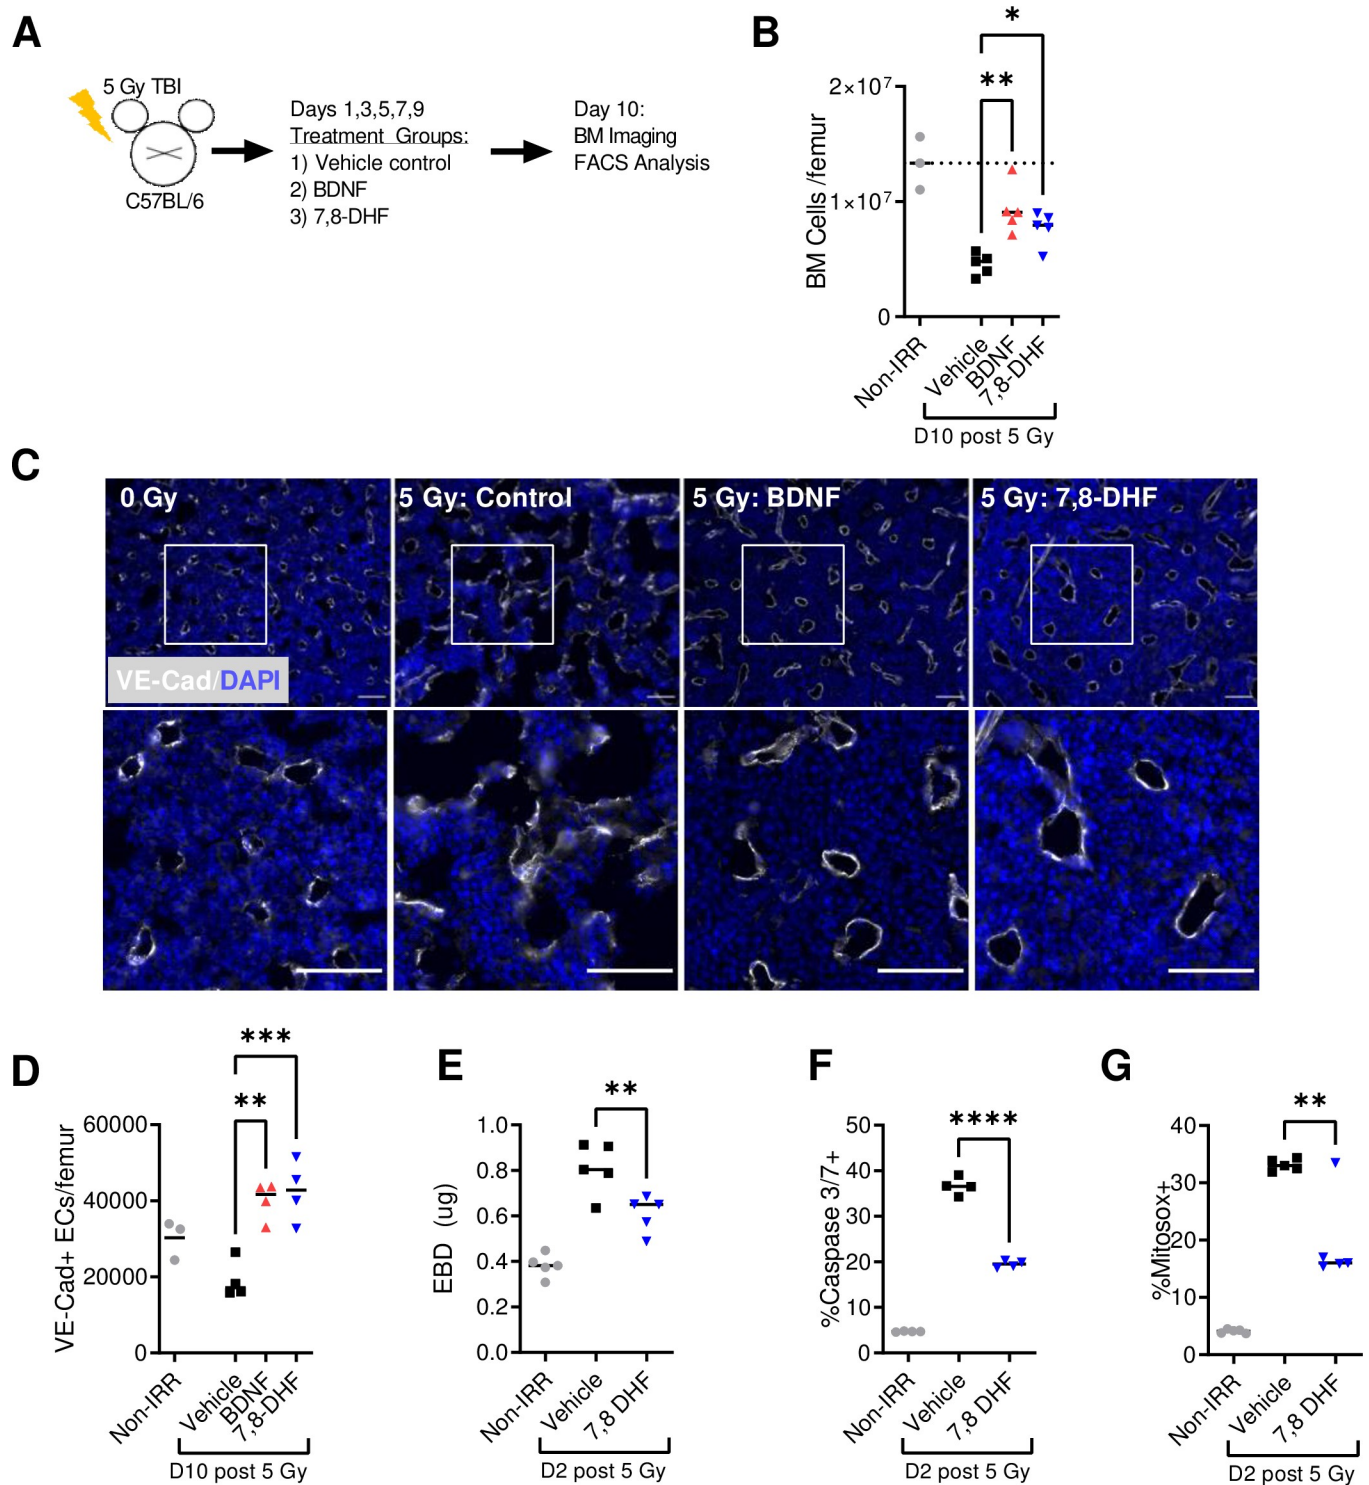 A
5 Gy TBI
C57BL/6
Days 1,3,5,7,9
Treatment Groups:
1) Vehicle control
2) BDNF
3) 7,8-DHF
Day 10:
BM Imaging
FACS Analysis
B
*
**
2×10⁷
1×10⁷
0
BM Cells /femur
Non-IRR
Vehicle
BDNF
7,8-DHF
D10 post 5 Gy
C
0 Gy
5 Gy: Control
5 Gy: BDNF
5 Gy: 7,8-DHF
VE-Cad/DAPI
D
***
**
60000
40000
20000
0
VE-Cad+ ECs/femur
Non-IRR
Vehicle
BDNF
7,8-DHF
D10 post 5 Gy
E
**
1.0
0.8
0.6
0.4
0.2
0.0
EBD (ug)
Non-IRR
Vehicle
7,8 DHF
D2 post 5 Gy
F
****
50
40
30
20
10
0
%Caspase 3/7+
Non-IRR
Vehicle
7,8 DHF
D2 post 5 Gy
G
**
40
30
20
10
0
%Mitosox+
Non-IRR
Vehicle
7,8 DHF
D2 post 5 Gy